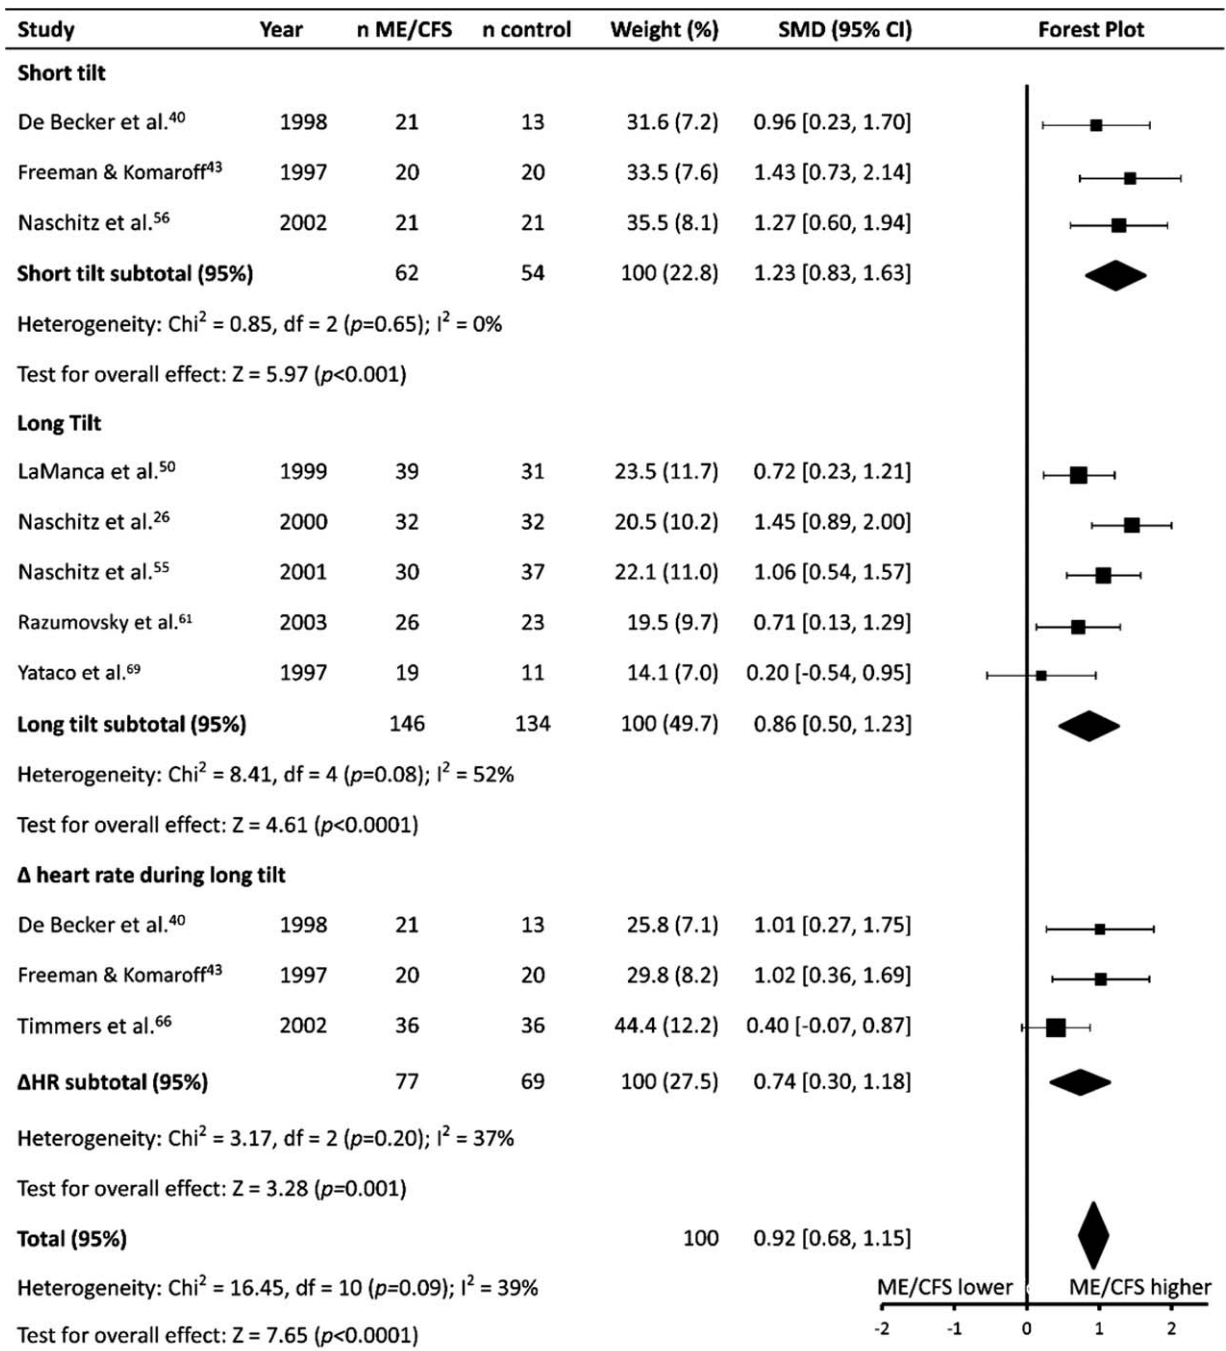 Study Year n ME/CFS n control Weight (%) SMD (95% CI) Forest Plot
Short tilt
De Becker et al.⁴⁰ 1998 21 13 31.6 (7.2) 0.96 [0.23, 1.70]
Freeman & Komaroff⁴³ 1997 20 20 33.5 (7.6) 1.43 [0.73, 2.14]
Naschitz et al.⁵⁶ 2002 21 21 35.5 (8.1) 1.27 [0.60, 1.94]
Short tilt subtotal (95%) 62 54 100 (22.8) 1.23 [0.83, 1.63]
Heterogeneity: Chi² = 0.85, df = 2 (p=0.65); I² = 0%
Test for overall effect: Z = 5.97 (p<0.001)
Long Tilt
LaManca et al.⁵⁰ 1999 39 31 23.5 (11.7) 0.72 [0.23, 1.21]
Naschitz et al.²⁶ 2000 32 32 20.5 (10.2) 1.45 [0.89, 2.00]
Naschitz et al.⁵⁵ 2001 30 37 22.1 (11.0) 1.06 [0.54, 1.57]
Razumovsky et al.⁶¹ 2003 26 23 19.5 (9.7) 0.71 [0.13, 1.29]
Yataco et al.⁶⁹ 1997 19 11 14.1 (7.0) 0.20 [-0.54, 0.95]
Long tilt subtotal (95%) 146 134 100 (49.7) 0.86 [0.50, 1.23]
Heterogeneity: Chi² = 8.41, df = 4 (p=0.08); I² = 52%
Test for overall effect: Z = 4.61 (p<0.0001)
Δ heart rate during long tilt
De Becker et al.⁴⁰ 1998 21 13 25.8 (7.1) 1.01 [0.27, 1.75]
Freeman & Komaroff⁴³ 1997 20 20 29.8 (8.2) 1.02 [0.36, 1.69]
Timmers et al.⁶⁶ 2002 36 36 44.4 (12.2) 0.40 [-0.07, 0.87]
ΔHR subtotal (95%) 77 69 100 (27.5) 0.74 [0.30, 1.18]
Heterogeneity: Chi² = 3.17, df = 2 (p=0.20); I² = 37%
Test for overall effect: Z = 3.28 (p=0.001)
Total (95%) 100 0.92 [0.68, 1.15]
Heterogeneity: Chi² = 16.45, df = 10 (p=0.09); I² = 39% ME/CFS lower ME/CFS higher
Test for overall effect: Z = 7.65 (p<0.0001) -2 -1 0 1 2